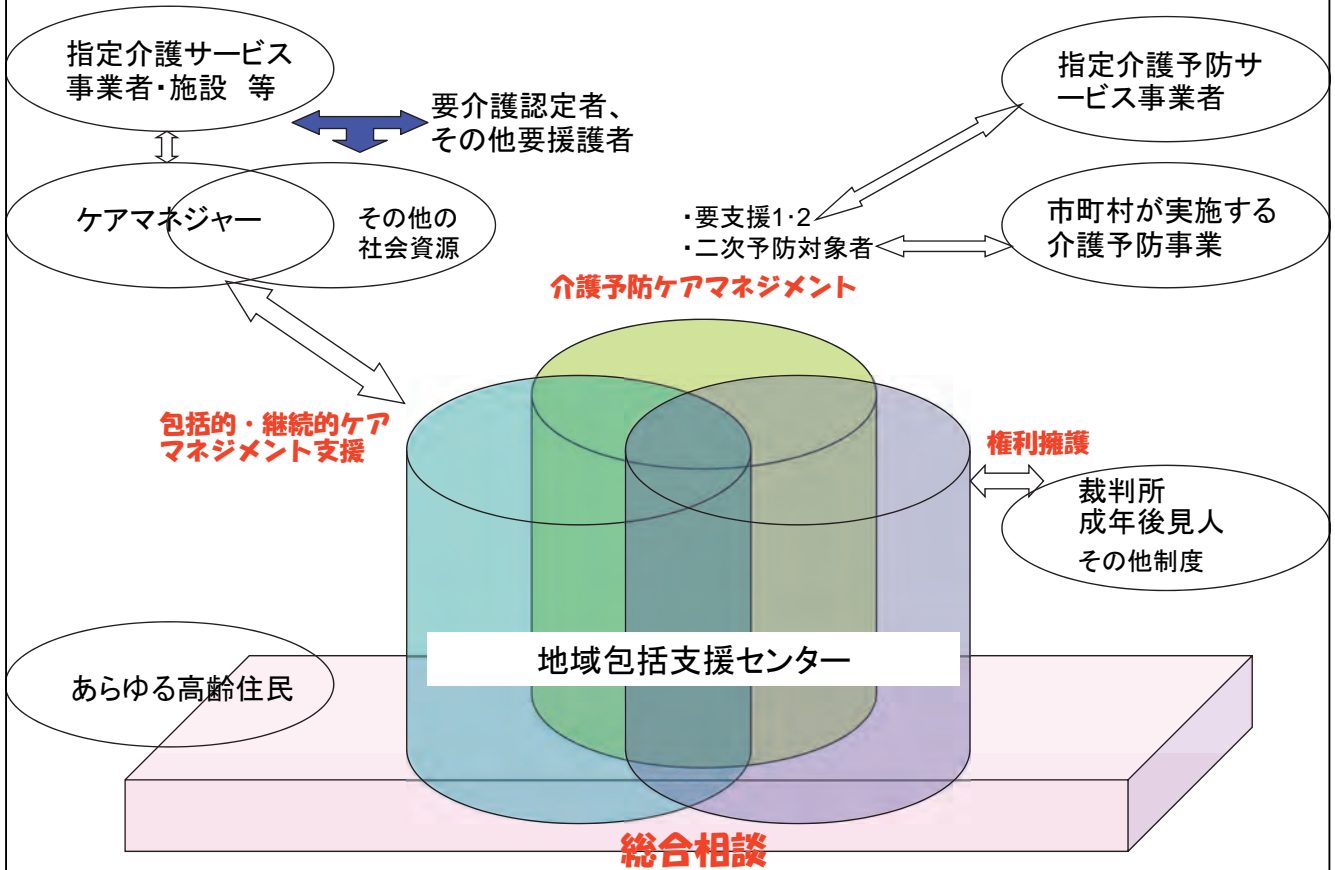 指定介護サービス
事業者・施設 等
要介護認定者、
その他要援護者
ケアマネジャー
その他の
社会資源
指定介護予防サ
ービス事業者
・要支援1・2
・二次予防対象者
市町村が実施する
介護予防事業
介護予防ケアマネジメント
包括的・継続的ケア
マネジメント支援
権利擁護
裁判所
成年後見人
その他制度
地域包括支援センター
あらゆる高齢住民
総合相談